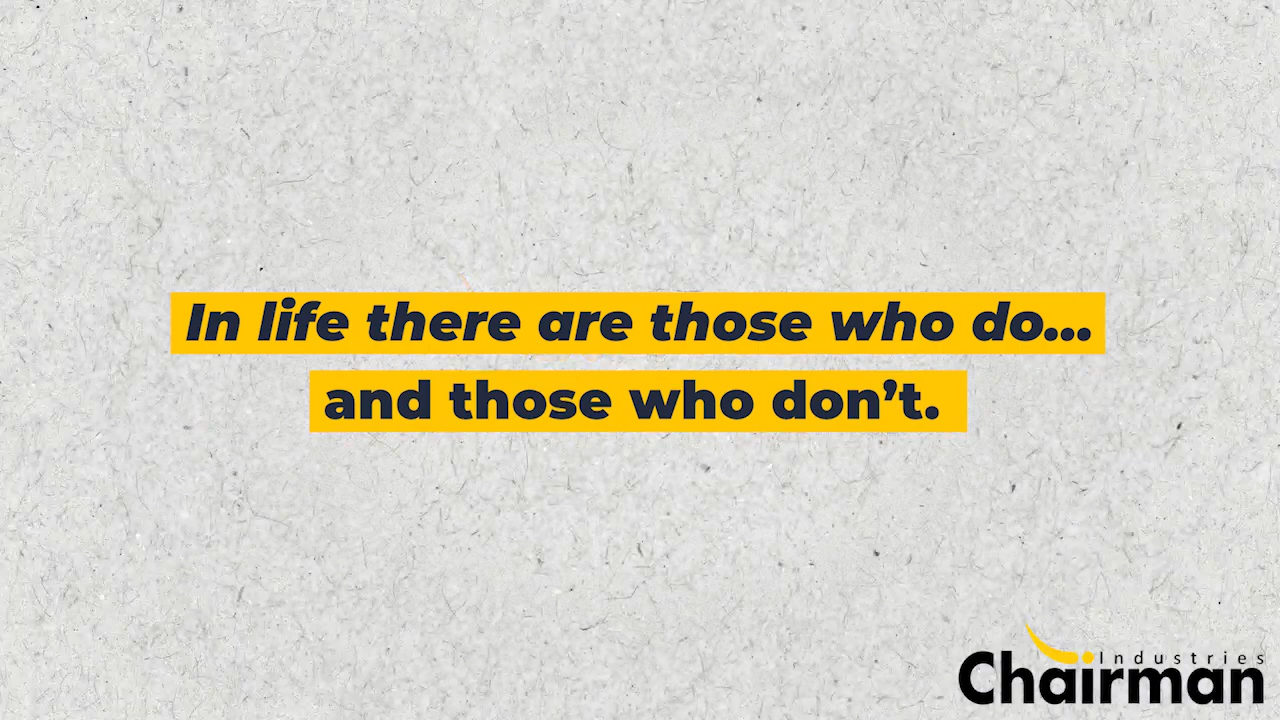 In life there are those who do...
and those who don’t.
Industries
Chairman